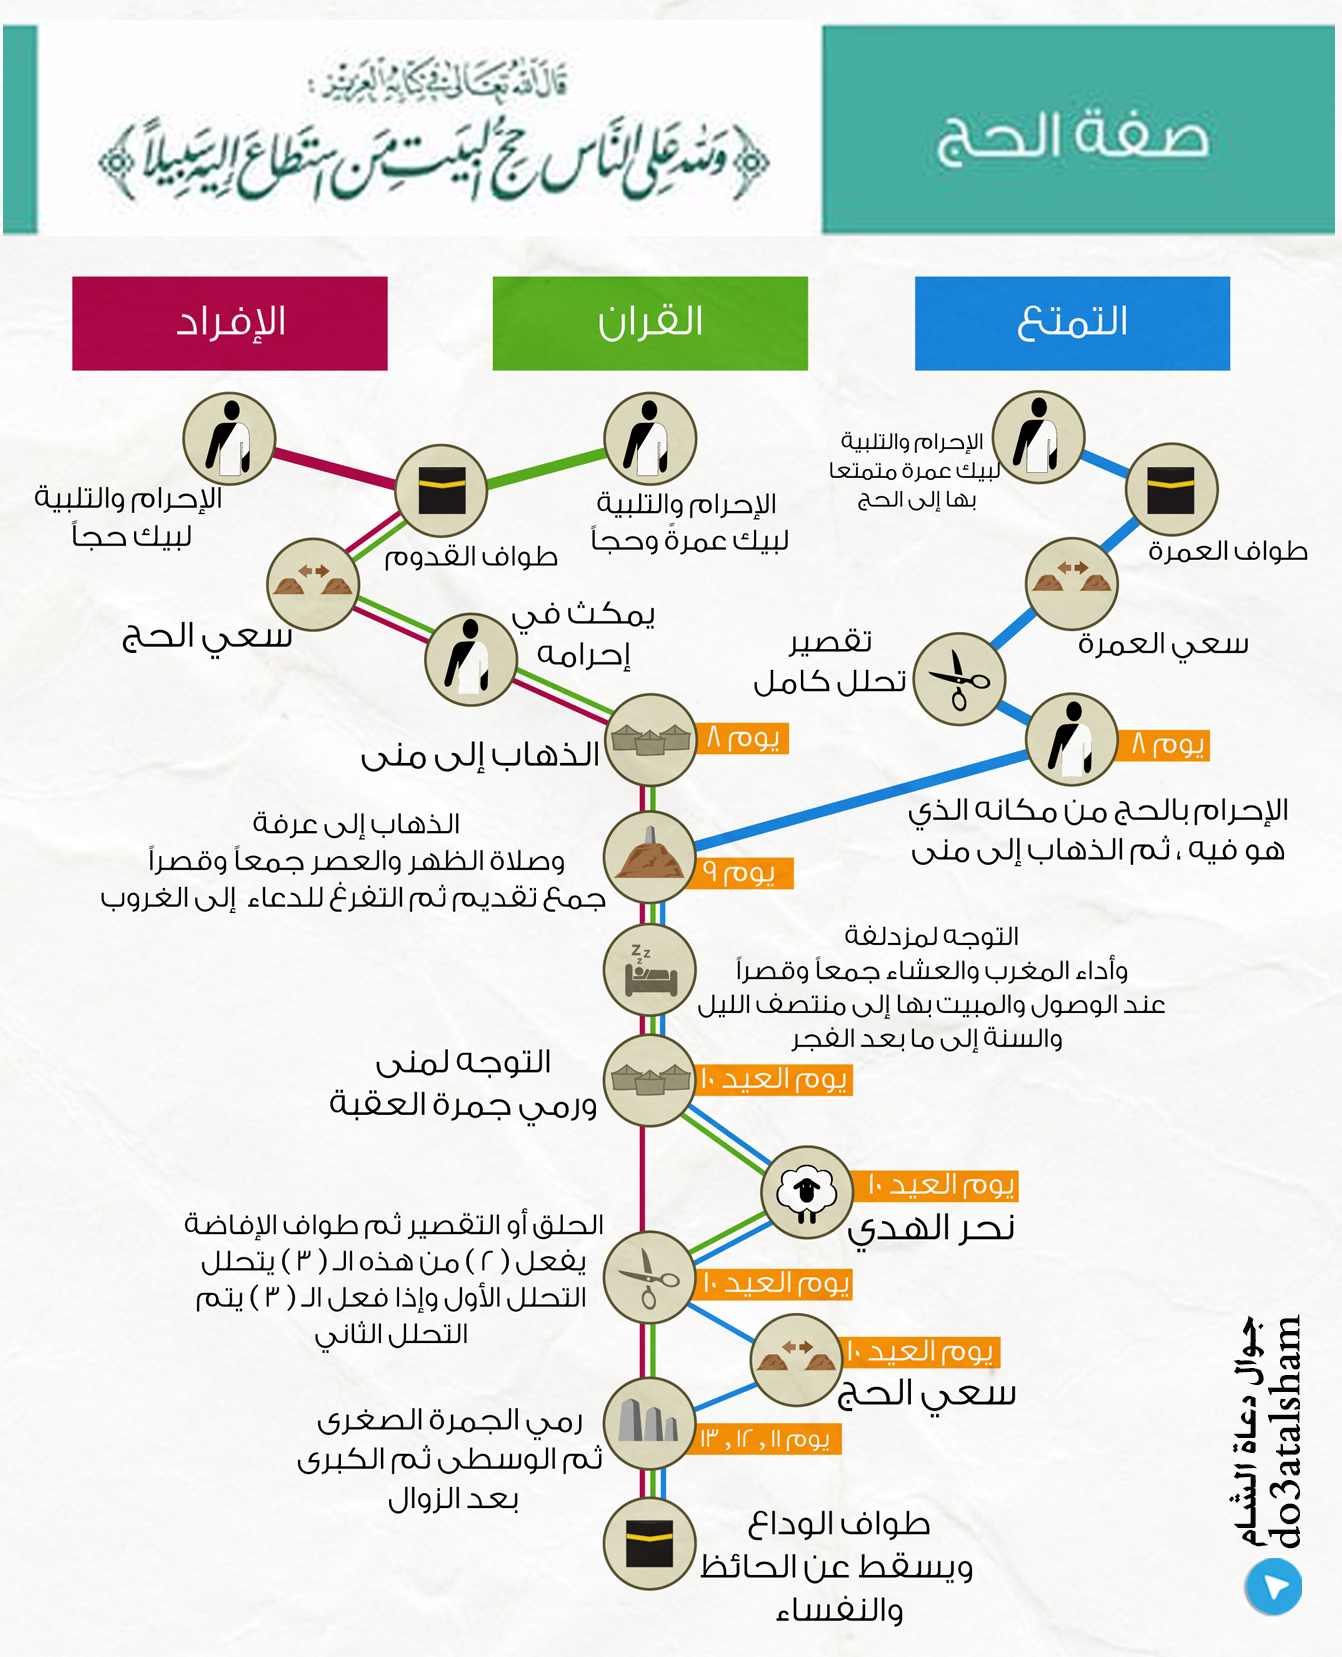 صفة الحج
قال الله تعالى في كتابه العزيز :
﴿ ولله على الناس حج البيت من استطاع إليه سبيلاً ﴾
التمتع
القران
الإفراد
الإحرام والتلبية
لبيك عمرة متمتعا
بها إلى الحج
طواف العمرة
سعي العمرة
تقصير
تحلل كامل
يوم ٨
الإحرام بالحج من مكانه الذي
هو فيه ، ثم الذهاب إلى منى
الإحرام والتلبية
لبيك عمرةً وحجاً
الإحرام والتلبية
لبيك حجاً
طواف القدوم
سعي الحج
يمكث في
إحرامه
يوم ٨
الذهاب إلى منى
الذهاب إلى عرفة
وصلاة الظهر والعصر جمعاً وقصراً
جمع تقديم ثم التفرغ للدعاء إلى الغروب
يوم ٩
التوجه لمزدلفة
وأداء المغرب والعشاء جمعاً وقصراً
عند الوصول والمبيت بها إلى منتصف الليل
والسنة إلى ما بعد الفجر
zzz
التوجه لمنى
ورمي جمرة العقبة
يوم العيد ١٠
يوم العيد ١٠
نحر الهدي
الحلق أو التقصير ثم طواف الإفاضة
يفعل ( ٢ ) من هذه الـ ( ٣ ) يتحلل
التحلل الأول وإذا فعل الـ ( ٣ ) يتم
التحلل الثاني
يوم العيد ١٠
يوم العيد ١٠
سعي الحج
رمي الجمرة الصغرى
ثم الوسطى ثم الكبرى
بعد الزوال
يوم ١١ , ١٢ , ١٣
طواف الوداع
ويسقط عن الحائظ
والنفساء
جوال دعاة الشام
do3atalsham